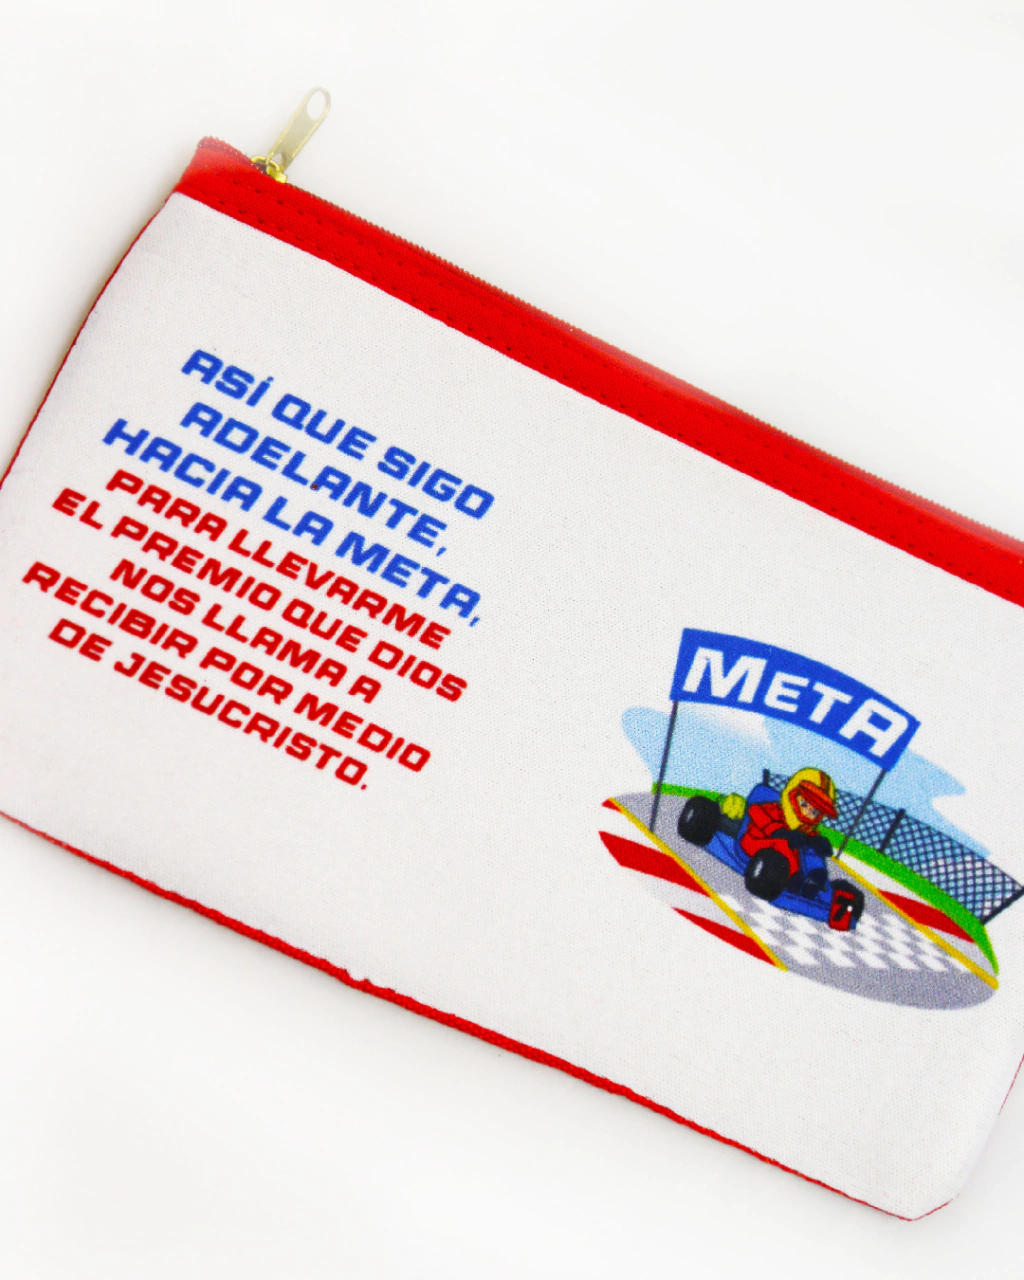 ASÍ QUE SIGO
ADELANTE,
HACIA LA META,
PARA LLEVARME
EL PREMIO QUE DIOS
NOS LLAMA A
RECIBIR POR MEDIO
DE JESUCRISTO.
META
7